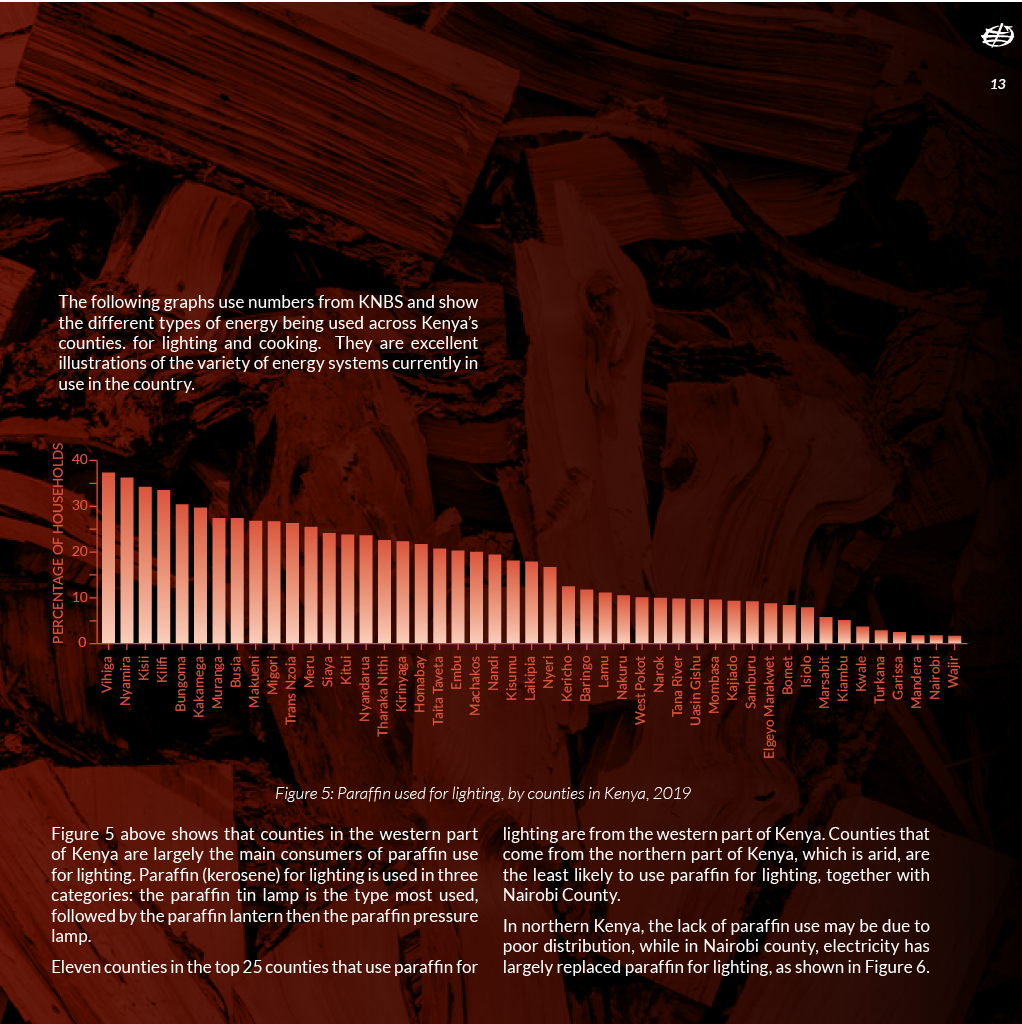 13
The following graphs use numbers from KNBS and show
the different types of energy being used across Kenya's
counties. for lighting and cooking. They are excellent
illustrations of the variety of energy systems currently in
use in the country.
PERCENTAGE OF HOUSEHOLDS
40
30
20
10
0
Vihiga
Nyamira
Kisii
Kilifi
Bungoma
Kakamega
Muranga
Busia
Makueni
Migori
Trans Nzoia
Meru
Siaya
Kitui
Nyandarua
Tharaka Nithi
Kirinyaga
Homabay
Taita Taveta
Embu
Machakos
Nandi
Kisumu
Laikipia
Nyeri
Kericho
Baringo
Lamu
Nakuru
West Pokot
Narok
Tana River
Uasin Gishu
Mombasa
Kajiado
Samburu
Elgeyo Marakwet
Bomet
Isiolo
Marsabit
Kiambu
Kwale
Turkana
Garissa
Mandera
Nairobi
Wajir
Figure 5: Paraffin used for lighting, by counties in Kenya, 2019
Figure 5 above shows that counties in the western part
of Kenya are largely the main consumers of paraffin use
for lighting. Paraffin (kerosene) for lighting is used in three
categories: the paraffin tin lamp is the type most used,
followed by the paraffin lantern then the paraffin pressure
lamp.
Eleven counties in the top 25 counties that use paraffin for
lighting are from the western part of Kenya. Counties that
come from the northern part of Kenya, which is arid, are
the least likely to use paraffin for lighting, together with
Nairobi County.
In northern Kenya, the lack of paraffin use may be due to
poor distribution, while in Nairobi county, electricity has
largely replaced paraffin for lighting, as shown in Figure 6.